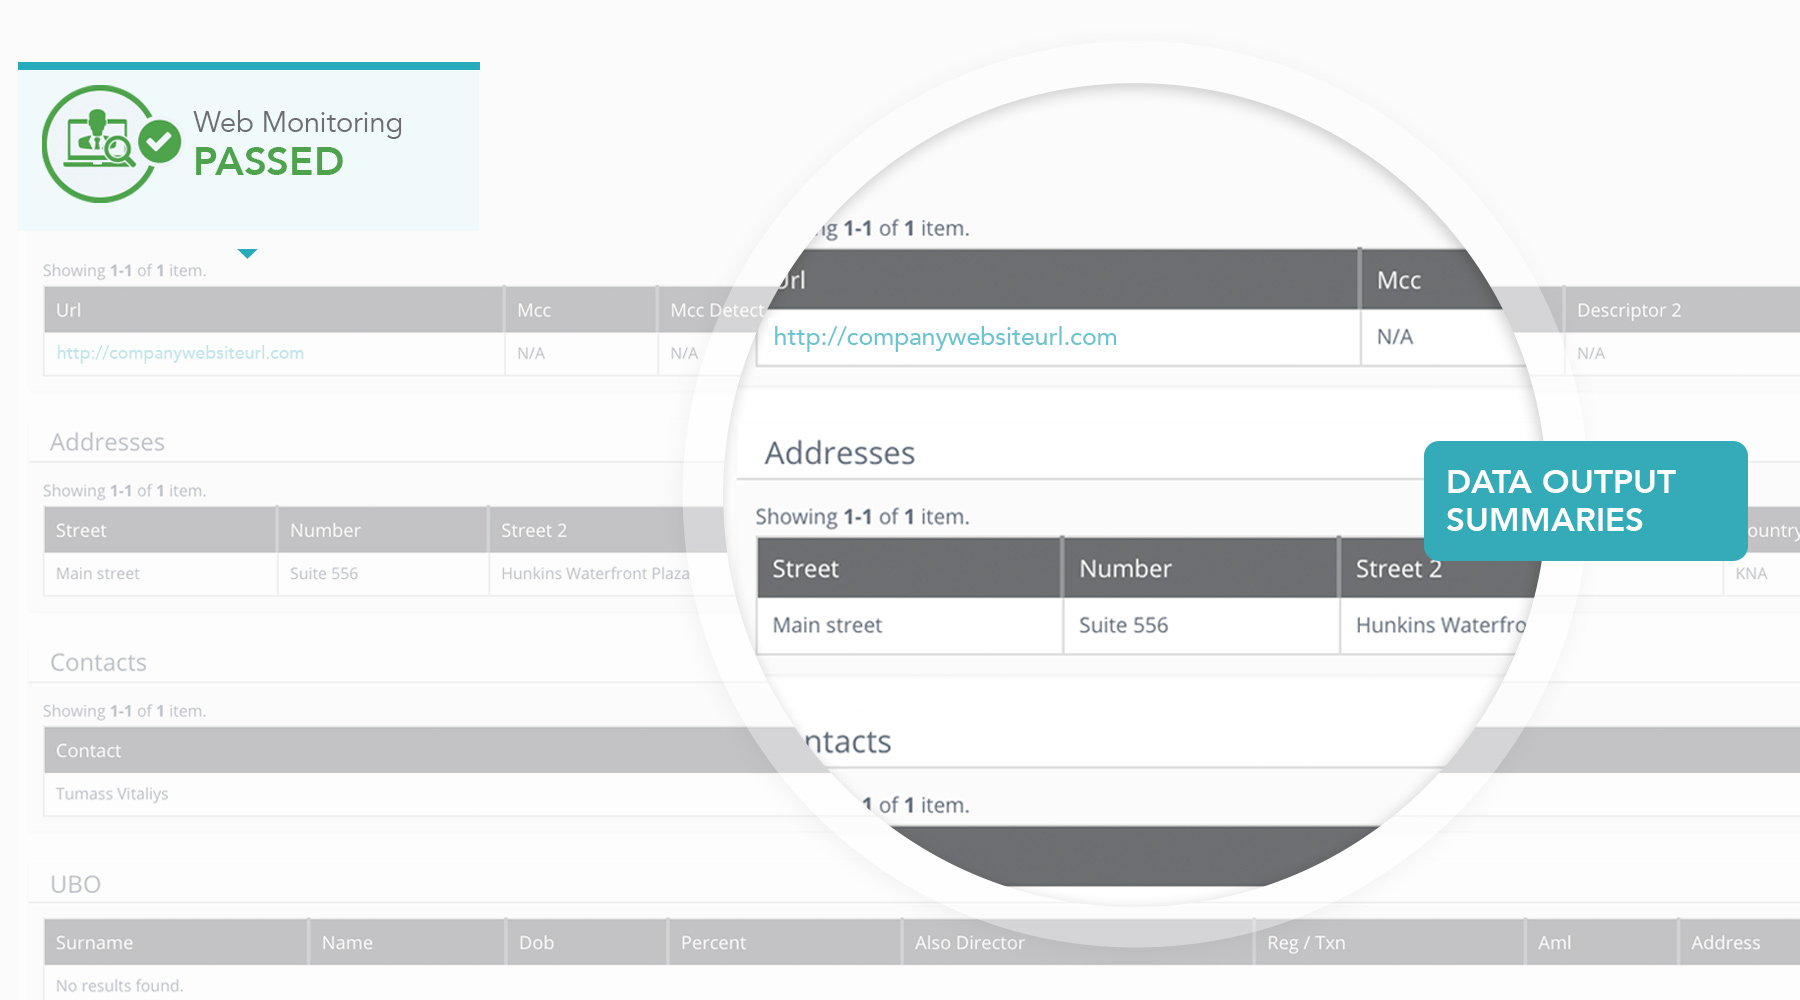 Web Monitoring
PASSED
Showing 1-1 of 1 item.
Url Mcc Mcc Detect Descriptor 2
http://companywebsiteurl.com N/A N/A N/A
Addresses
Showing 1-1 of 1 item.
Street Number Street 2 ountry
Main street Suite 556 Hunkins Waterfront Plaza KNA
Contacts
Showing 1-1 of 1 item.
Contact
Tumass Vitaliys
UBO
Surname Name Dob Percent Also Director Reg / Txn Aml Address
No results found.
ng 1-1 of 1 item.
Url Mcc
http://companywebsiteurl.com N/A
Addresses
Showing 1-1 of 1 item.
Street Number Street 2
Main street Suite 556 Hunkins Waterfro
ntacts
1 of 1 item.
DATA OUTPUT
SUMMARIES